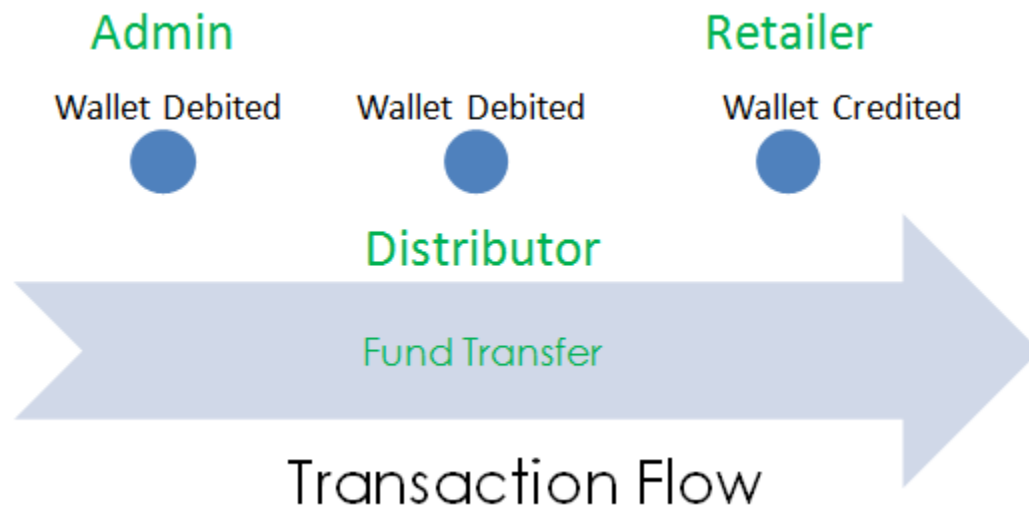 Admin
Retailer
Wallet Debited
Wallet Debited
Wallet Credited
Distributor
Fund Transfer
Transaction Flow